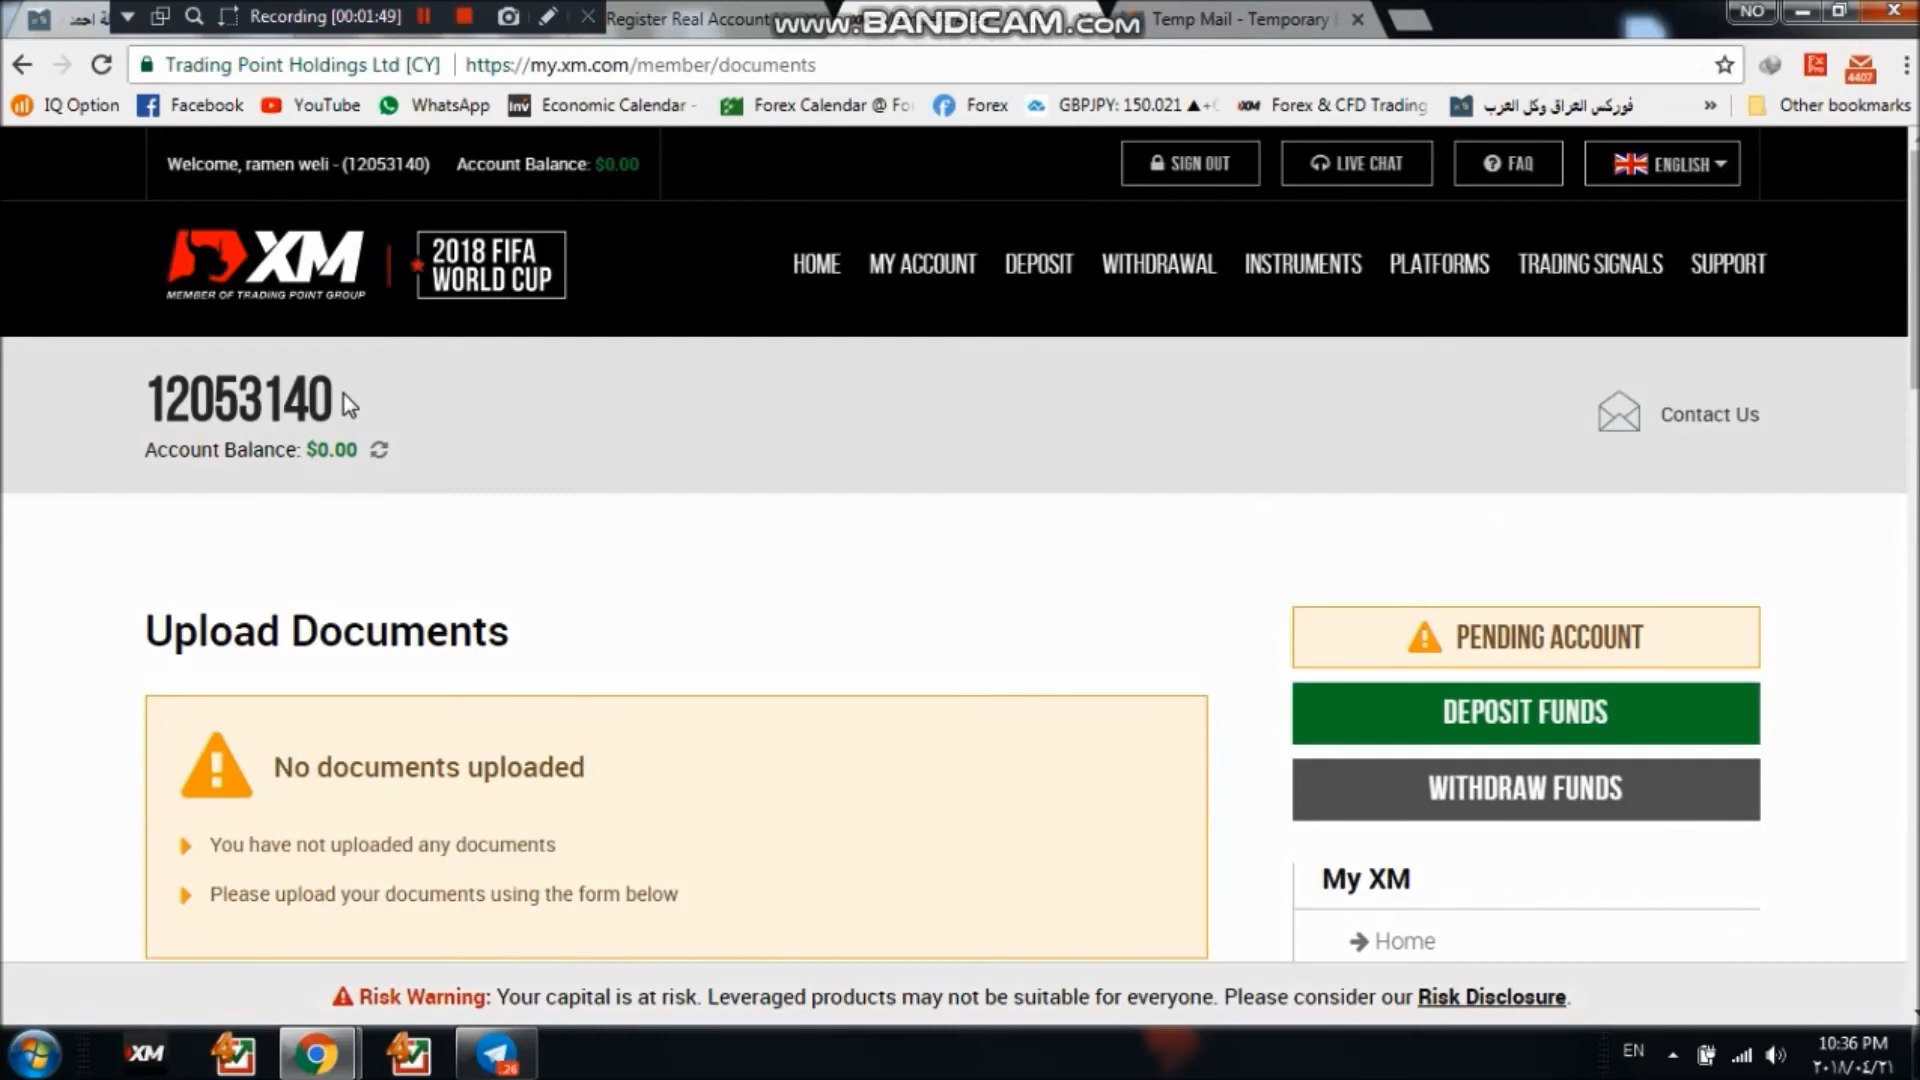 Recording [00:01:49]
Register Real Account
www.BANDICAM.com
Temp Mail - Temporary
NO
Trading Point Holdings Ltd [CY]
https://my.xm.com/member/documents
4407
IQ Option
Facebook
YouTube
WhatsApp
Inv
Economic Calendar -
Forex Calendar @ Fo
Forex
GBPJPY: 150.021 ▲+
XM
Forex & CFD Trading
فوركس العراق وكل العرب
»
Other bookmarks
Welcome, ramen weli - (12053140)
Account Balance: $0.00
SIGN OUT
LIVE CHAT
FAQ
ENGLISH
XM
MEMBER OF TRADING POINT GROUP
2018 FIFA
WORLD CUP
HOME
MY ACCOUNT
DEPOSIT
WITHDRAWAL
INSTRUMENTS
PLATFORMS
TRADING SIGNALS
SUPPORT
12053140
Account Balance: $0.00
Contact Us
Upload Documents
PENDING ACCOUNT
DEPOSIT FUNDS
WITHDRAW FUNDS
No documents uploaded
You have not uploaded any documents
Please upload your documents using the form below
My XM
Home
Risk Warning: Your capital is at risk. Leveraged products may not be suitable for everyone. Please consider our Risk Disclosure.
XM
26
EN
10:36 PM
٢٠١٨/٠٤/٢١